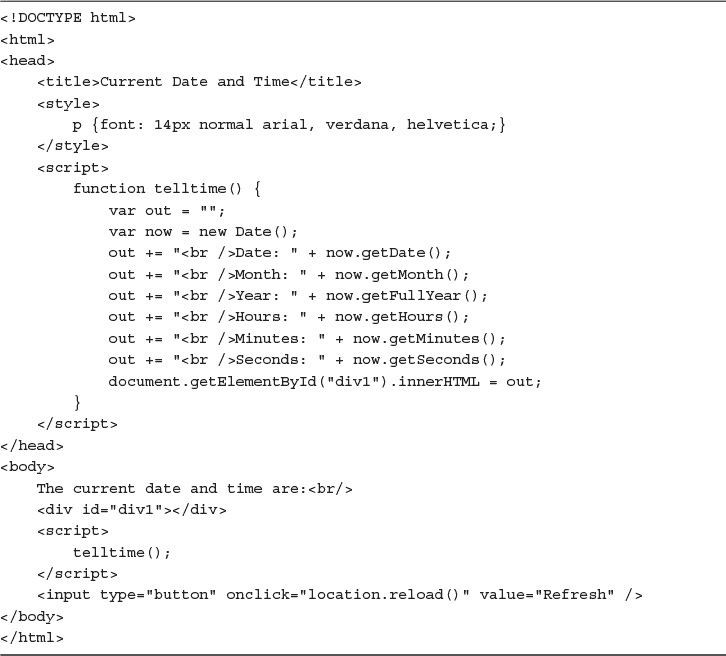 <!DOCTYPE html>
<html>
<head>
    <title>Current Date and Time</title>
    <style>
        p {font: 14px normal arial, verdana, helvetica;}
    </style>
    <script>
        function telltime() {
            var out = "";
            var now = new Date();
            out += "<br />Date: " + now.getDate();
            out += "<br />Month: " + now.getMonth();
            out += "<br />Year: " + now.getFullYear();
            out += "<br />Hours: " + now.getHours();
            out += "<br />Minutes: " + now.getMinutes();
            out += "<br />Seconds: " + now.getSeconds();
            document.getElementById("div1").innerHTML = out;
        }
    </script>
</head>
<body>
    The current date and time are:<br/>
    <div id="div1"></div>
    <script>
        telltime();
    </script>
    <input type="button" onclick="location.reload()" value="Refresh" />
</body>
</html>